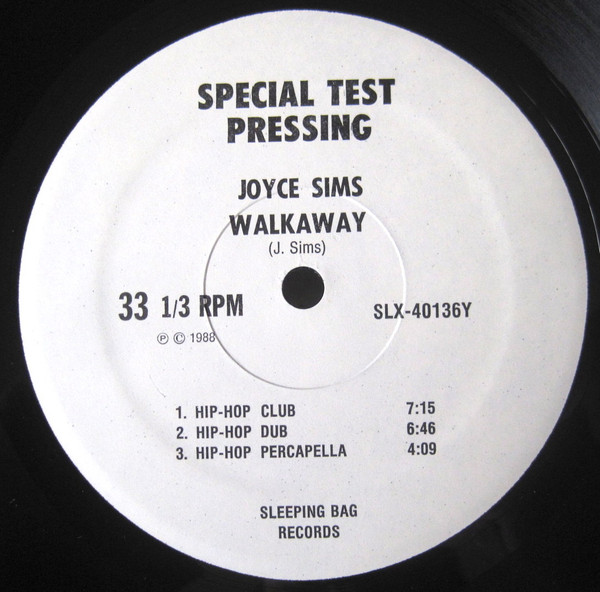 SPECIAL TEST
PRESSING
JOYCE SIMS
WALKAWAY
(J. Sims)
33 1/3 RPM
SLX-40136Y
℗ © 1988
1. HIP-HOP CLUB 7:15
2. HIP-HOP DUB 6:46
3. HIP-HOP PERCAPELLA 4:09
SLEEPING BAG
RECORDS